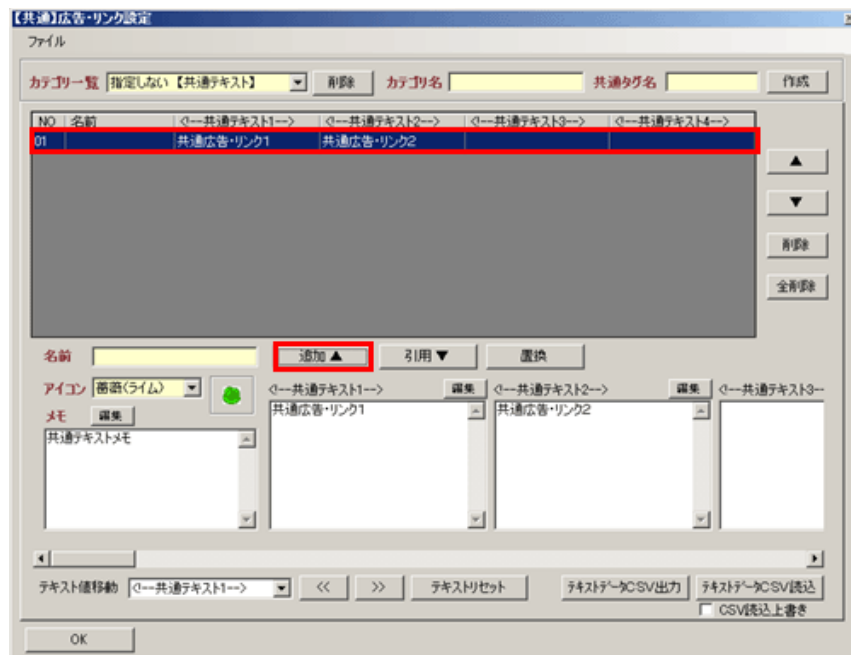 【共通】広告・リンク設定
ファイル
カテゴリ一覧 指定しない 【共通テキスト】 削除 カテゴリ名 共通タグ名 作成
NO 名前 <!--共通テキスト1--> <!--共通テキスト2--> <!--共通テキスト3--> <!--共通テキスト4-->
01 共通広告・リンク1 共通広告・リンク2
▲
▼
削除
全削除
名前 追加▲ 引用▼ 置換
アイコン 薔薇(ライム) <!--共通テキスト1--> 編集 <!--共通テキスト2--> 編集 <!--共通テキスト3--
メモ 編集 共通広告・リンク1 共通広告・リンク2
共通テキストメモ
テキスト値移動 <!--共通テキスト1--> << >> テキストリセット テキストデータCSV出力 テキストデータCSV読込
CSV読込上書き
OK